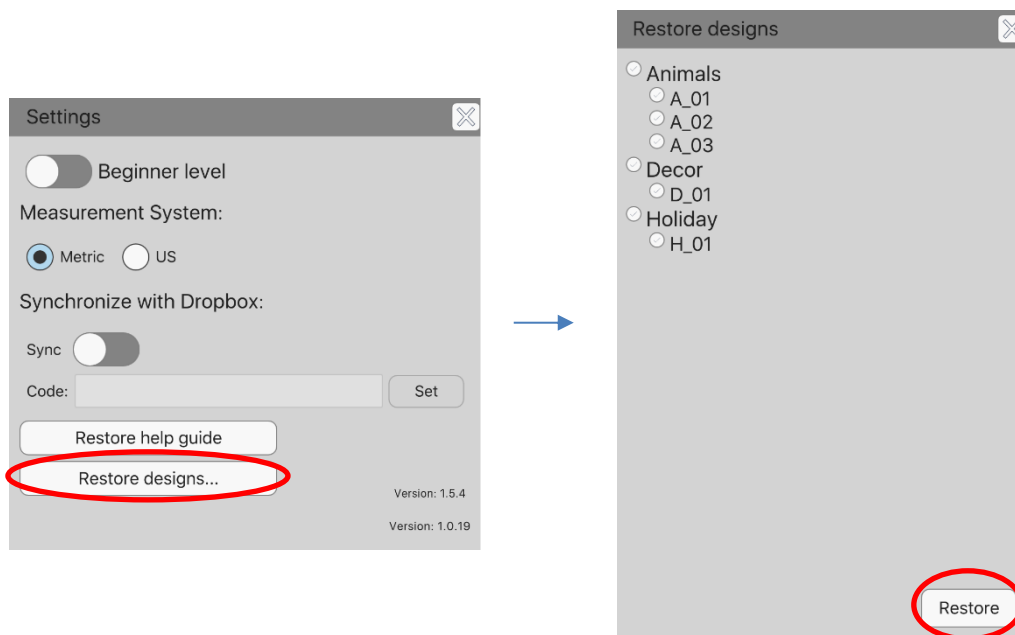 Settings
Beginner level
Measurement System:
Metric US
Synchronize with Dropbox:
Sync
Code: Set
Restore help guide
Restore designs...
Version: 1.5.4
Version: 1.0.19
Restore designs
Animals
A_01
A_02
A_03
Decor
D_01
Holiday
H_01
Restore